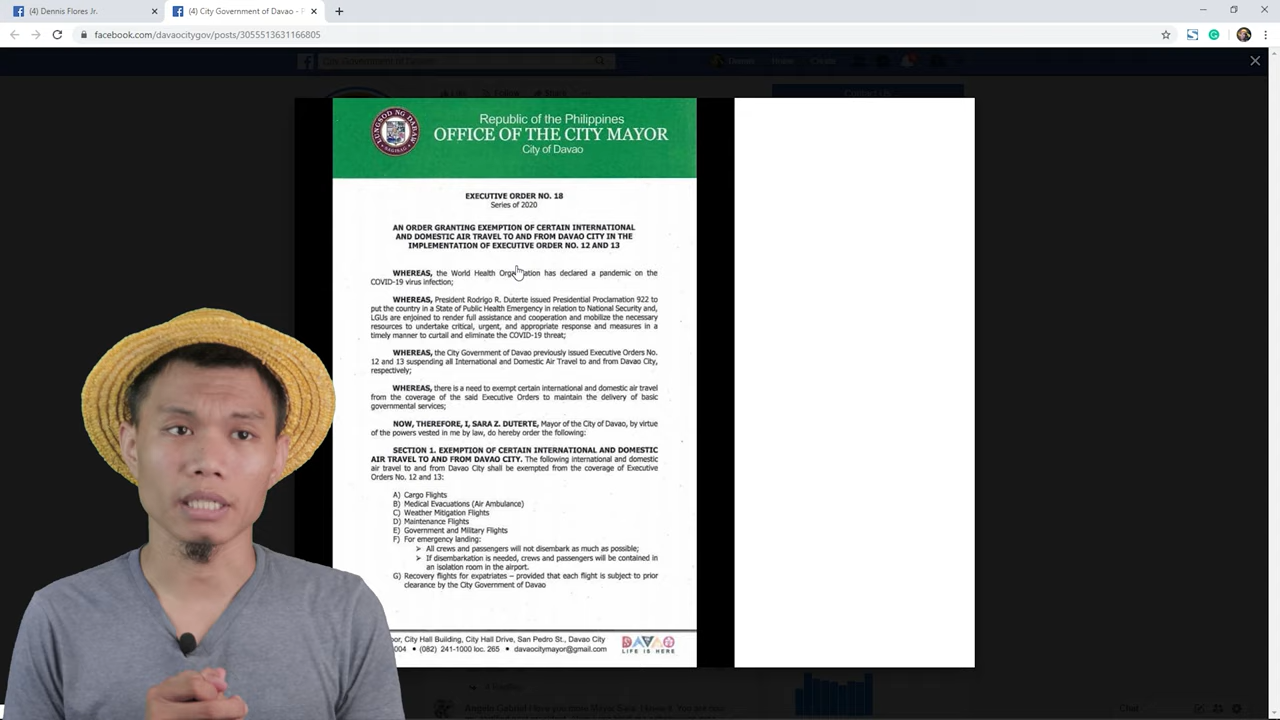 (4) Dennis Flores Jr.
(4) City Government of Davao -
facebook.com/davaocitygov/posts/3055513631166805
City Government of Davao
Home
Create
Like
Follow
Share
Contact Us
Republic of the Philippines
OFFICE OF THE CITY MAYOR
City of Davao
EXECUTIVE ORDER NO. 18
Series of 2020
AN ORDER GRANTING EXEMPTION OF CERTAIN INTERNATIONAL
AND DOMESTIC AIR TRAVEL TO AND FROM DAVAO CITY IN THE
IMPLEMENTATION OF EXECUTIVE ORDER NO. 12 AND 13
WHEREAS, the World Health Organization has declared a pandemic on the
COVID-19 virus infection;
WHEREAS, President Rodrigo R. Duterte issued Presidential Proclamation 922 to
put the country in a State of Public Health Emergency in relation to National Security and,
LGUs are enjoined to render full assistance and cooperation and mobilize the necessary
resources to undertake critical, urgent, and appropriate response and measures in a
timely manner to curtail and eliminate the COVID-19 threat;
WHEREAS, the City Government of Davao previously issued Executive Orders No.
12 and 13 suspending all International and Domestic Air Travel to and from Davao City,
respectively;
WHEREAS, there is a need to exempt certain international and domestic air travel
from the coverage of the said Executive Orders to maintain the delivery of basic
governmental services;
NOW, THEREFORE, I, SARA Z. DUTERTE, Mayor of the City of Davao, by virtue
of the powers vested in me by law, do hereby order the following:
SECTION 1. EXEMPTION OF CERTAIN INTERNATIONAL AND DOMESTIC
AIR TRAVEL TO AND FROM DAVAO CITY. The following international and domestic
air travel to and from Davao City shall be exempted from the coverage of Executive
Orders No. 12 and 13:
A) Cargo Flights
B) Medical Evacuations (Air Ambulance)
C) Weather Mitigation Flights
D) Maintenance Flights
E) Government and Military Flights
F) For emergency landing:
➢ All crews and passengers will not disembark as much as possible;
➢ If disembarkation is needed, crews and passengers will be contained in
an isolation room in the airport.
G) Recovery flights for expatriates – provided that each flight is subject to prior
clearance by the City Government of Davao
oor, City Hall Building, City Hall Drive, San Pedro St., Davao City
004 • (082) 241-1000 loc. 265 • davaocitymayor@gmail.com
DAVAO
LIFE IS HERE
Chat